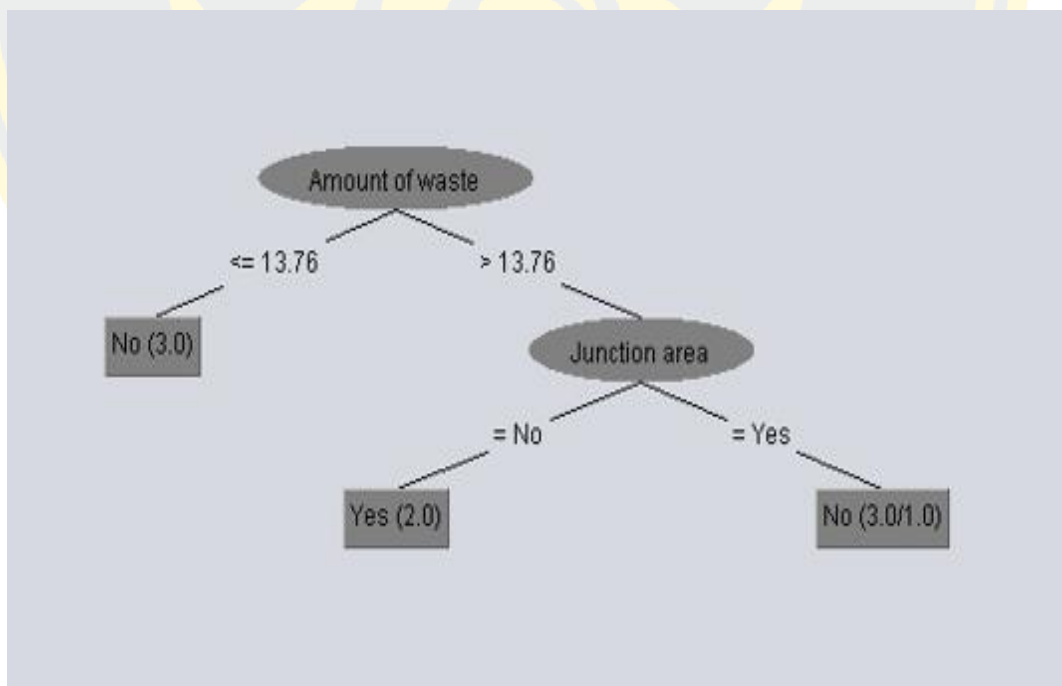 Amount of waste
<= 13.76
> 13.76
No (3.0)
Junction area
= No
= Yes
Yes (2.0)
No (3.0/1.0)